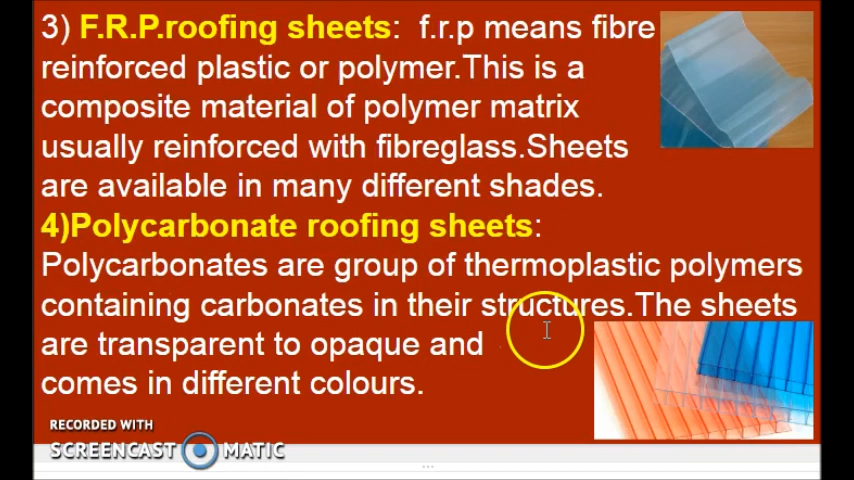 3) F.R.P.roofing sheets:  f.r.p means fibre
reinforced plastic or polymer.This is a
composite material of polymer matrix
usually reinforced with fibreglass.Sheets
are available in many different shades.
4)Polycarbonate roofing sheets:
Polycarbonates are group of thermoplastic polymers
containing carbonates in their structures.The sheets
are transparent to opaque and
comes in different colours.
RECORDED WITH
SCREENCAST MATIC